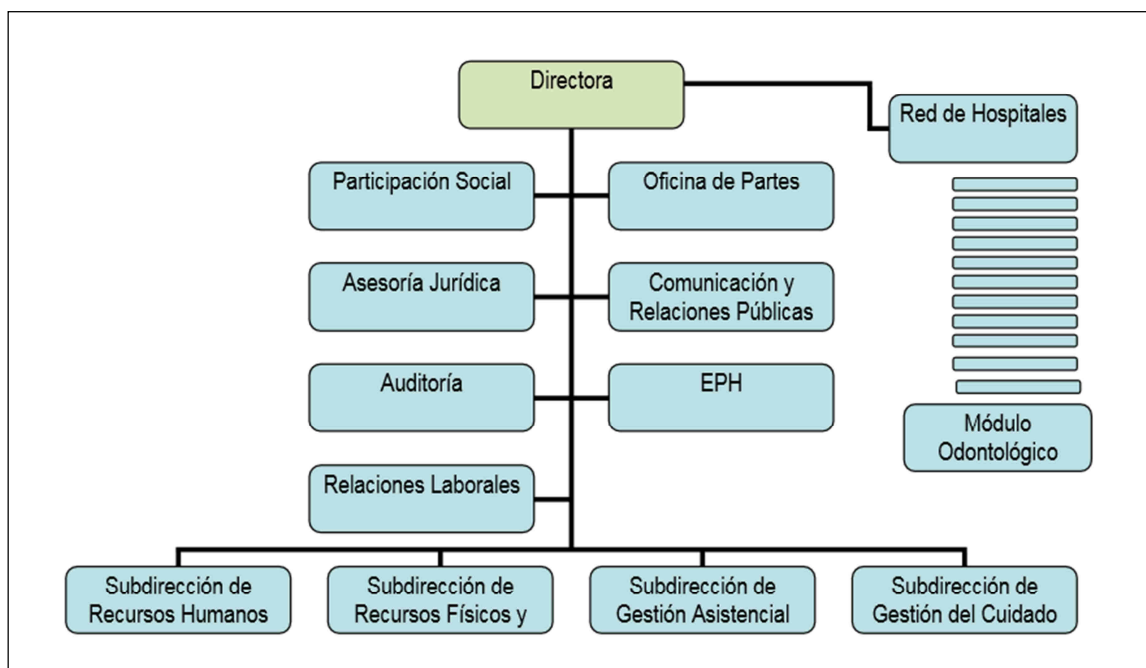 Directora
Red de Hospitales
Participación Social
Oficina de Partes
Asesoría Jurídica
Comunicación y
Relaciones Públicas
Auditoría
EPH
Módulo
Odontológico
Relaciones Laborales
Subdirección de
Recursos Humanos
Subdirección de
Recursos Físicos y
Subdirección de
Gestión Asistencial
Subdirección de
Gestión del Cuidado